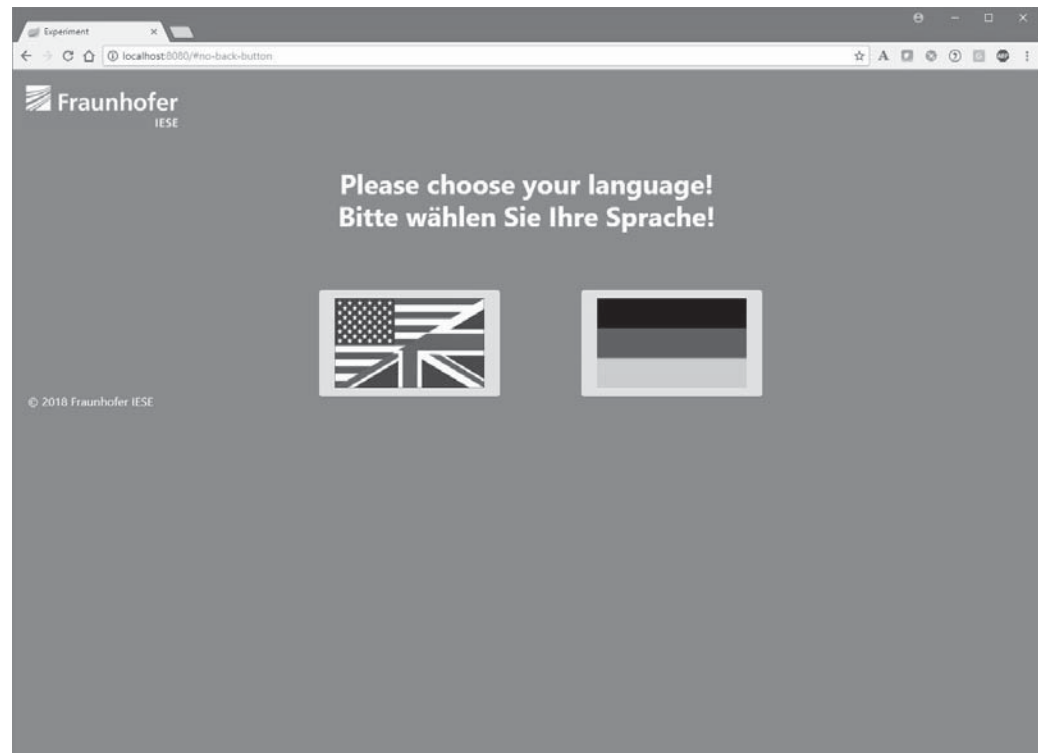 Experiment
localhost:8080/#no-back-button
Fraunhofer
IESE
Please choose your language!
Bitte wählen Sie Ihre Sprache!
© 2018 Fraunhofer IESE